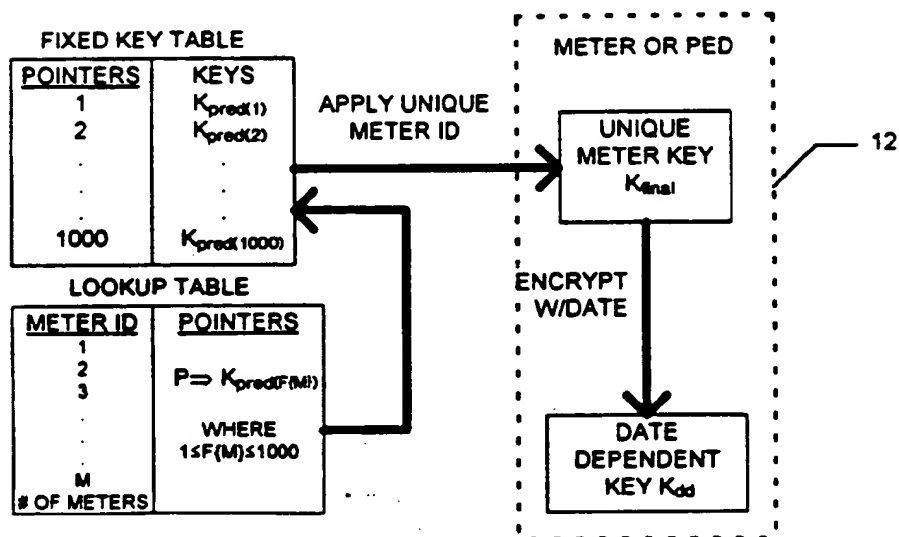 FIXED KEY TABLE
POINTERS KEYS
1 Kpred(1)
2 Kpred(2)
1000 Kpred(1000)
LOOKUP TABLE
METER ID POINTERS
1
2
3
P⇒ Kpred(F{M})
WHERE
1≤F{M}≤1000
M
# OF METERS
APPLY UNIQUE
METER ID
METER OR PED
UNIQUE
METER KEY
Kfinal
12
ENCRYPT
W/DATE
DATE
DEPENDENT
KEY Kdd